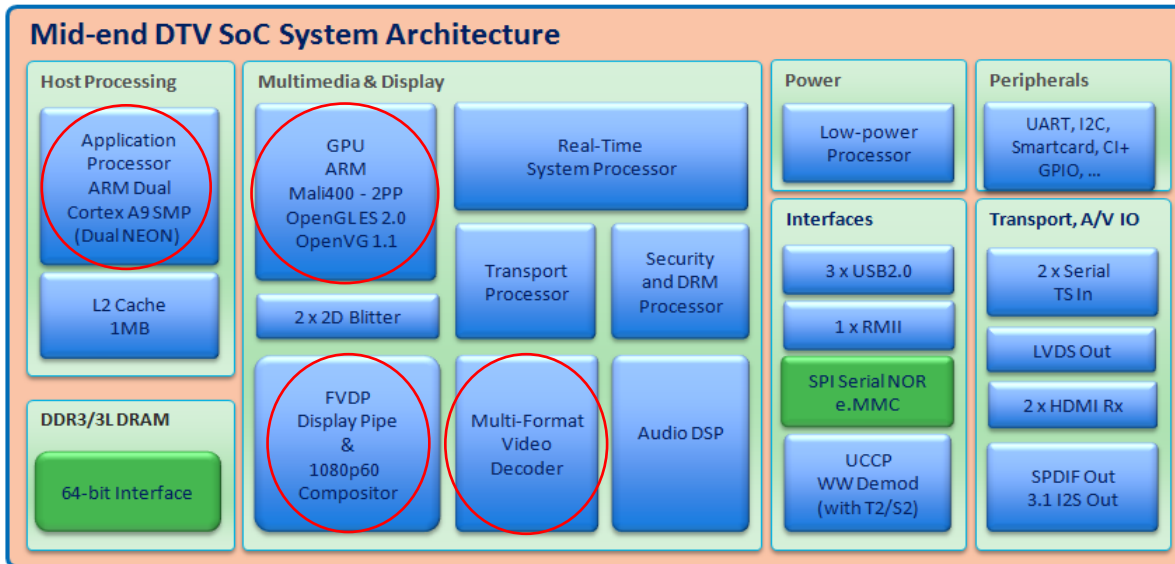 Mid-end DTV SoC System Architecture
Host Processing
Application
Processor
ARM Dual
Cortex A9 SMP
(Dual NEON)
L2 Cache
1MB
DDR3/3L DRAM
64-bit Interface
Multimedia & Display
GPU
ARM
Mali400 - 2PP
OpenGL ES 2.0
OpenVG 1.1
2 x 2D Blitter
FVDP
Display Pipe
&
1080p60
Compositor
Real-Time
System Processor
Transport
Processor
Security
and DRM
Processor
Multi-Format
Video
Decoder
Audio DSP
Power
Low-power
Processor
Interfaces
3 x USB2.0
1 x RMII
SPI Serial NOR
e.MMC
UCCP
WW Demod
(with T2/S2)
Peripherals
UART, I2C,
Smartcard, CI+
GPIO, ...
Transport, A/V IO
2 x Serial
TS In
LVDS Out
2 x HDMI Rx
SPDIF Out
3.1 I2S Out